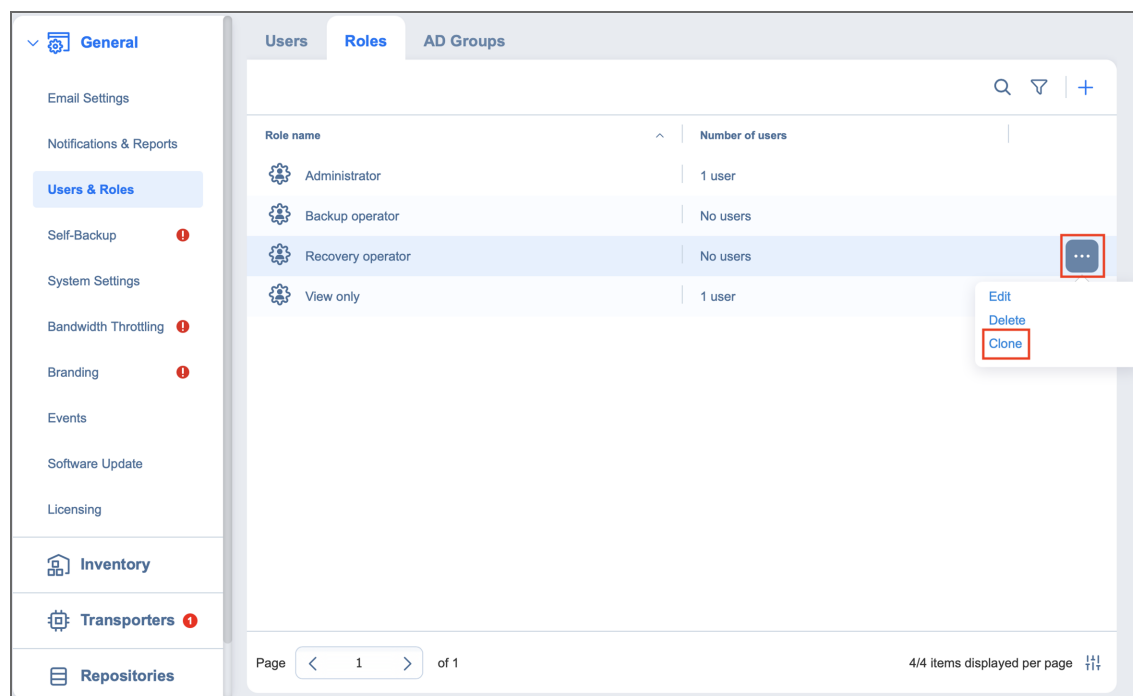 General
Email Settings
Notifications & Reports
Users & Roles
Self-Backup
System Settings
Bandwidth Throttling
Branding
Events
Software Update
Licensing
Inventory
Transporters 1
Repositories
Users Roles AD Groups
Role name Number of users
Administrator 1 user
Backup operator No users
Recovery operator No users
View only 1 user
Edit
Delete
Clone
Page 1 of 1 4/4 items displayed per page